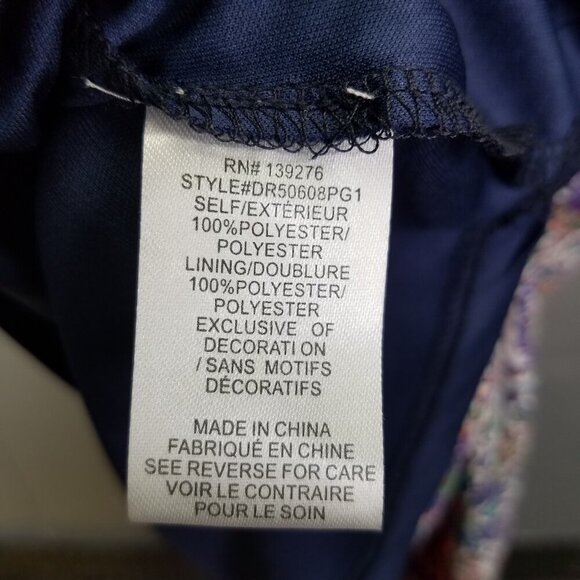 RN# 139276
STYLE#DR50608PG1
SELF/EXTÉRIEUR
100%POLYESTER/
POLYESTER
LINING/DOUBLURE
100%POLYESTER/
POLYESTER
EXCLUSIVE OF
DECORATI ON
/ SANS MOTIFS
DÉCORATIFS
MADE IN CHINA
FABRIQUÉ EN CHINE
SEE REVERSE FOR CARE
VOIR LE CONTRAIRE
POUR LE SOIN